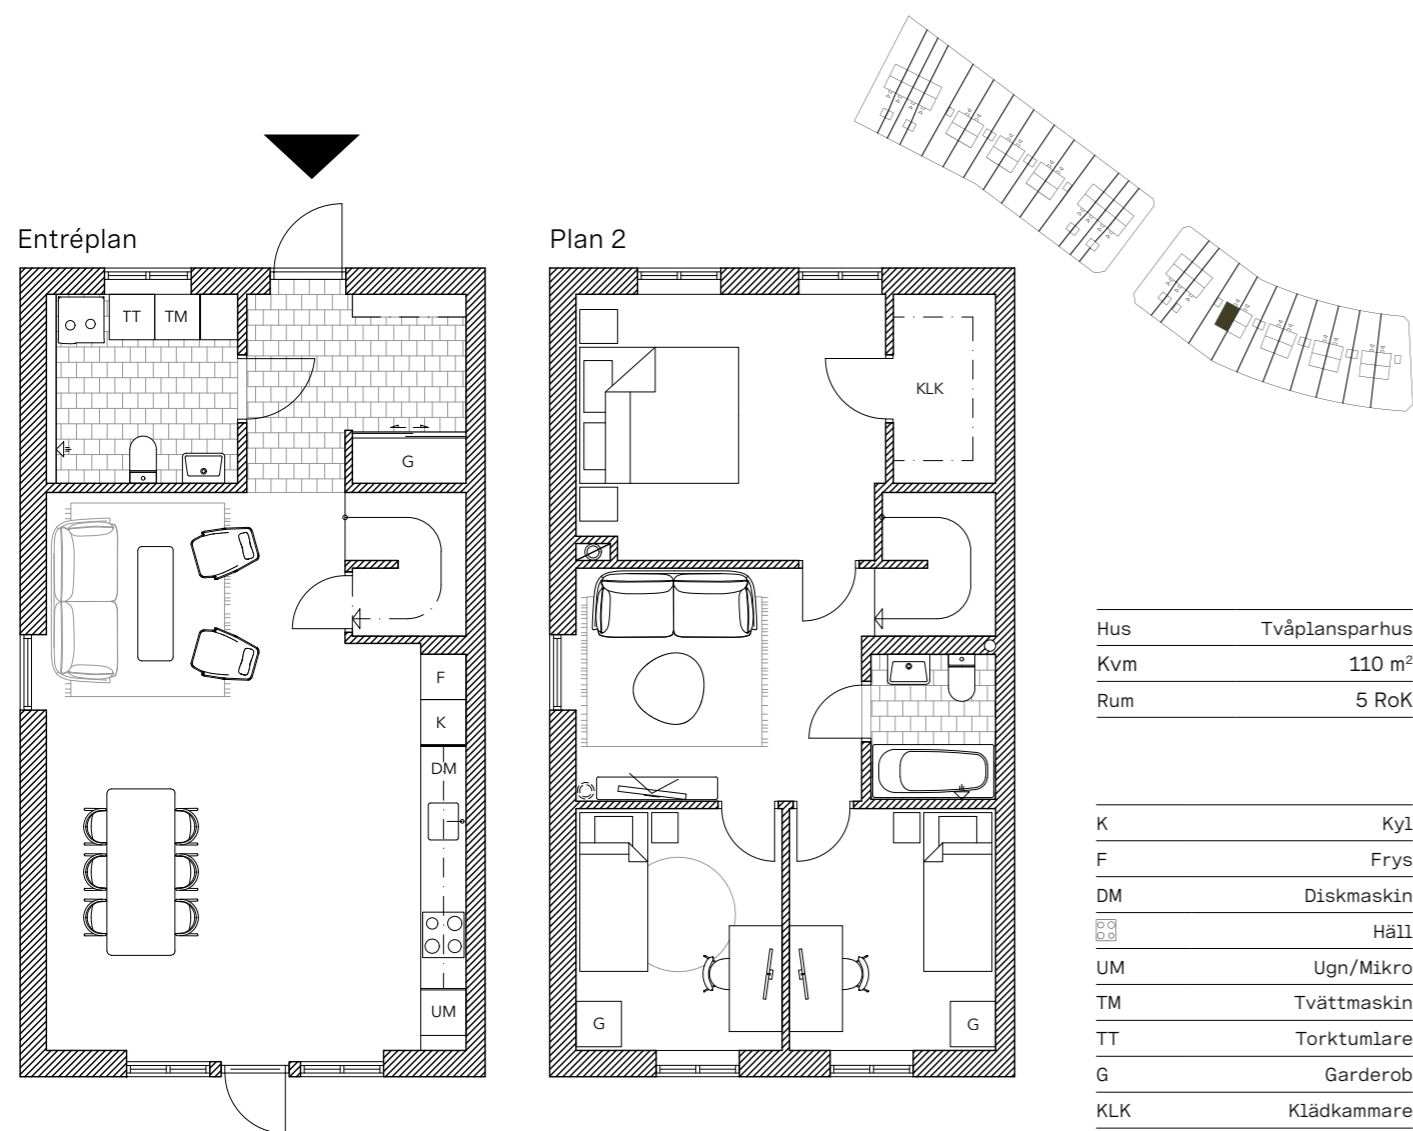 Entréplan
TT TM
G
F
K
DM
UM
Plan 2
KLK
G
G
Hus Tvåplansparhus
Kvm 110 m²
Rum 5 RoK
K Kyl
F Frys
DM Diskmaskin
Häll
UM Ugn/Mikro
TM Tvättmaskin
TT Torktumlare
G Garderob
KLK Klädkammare